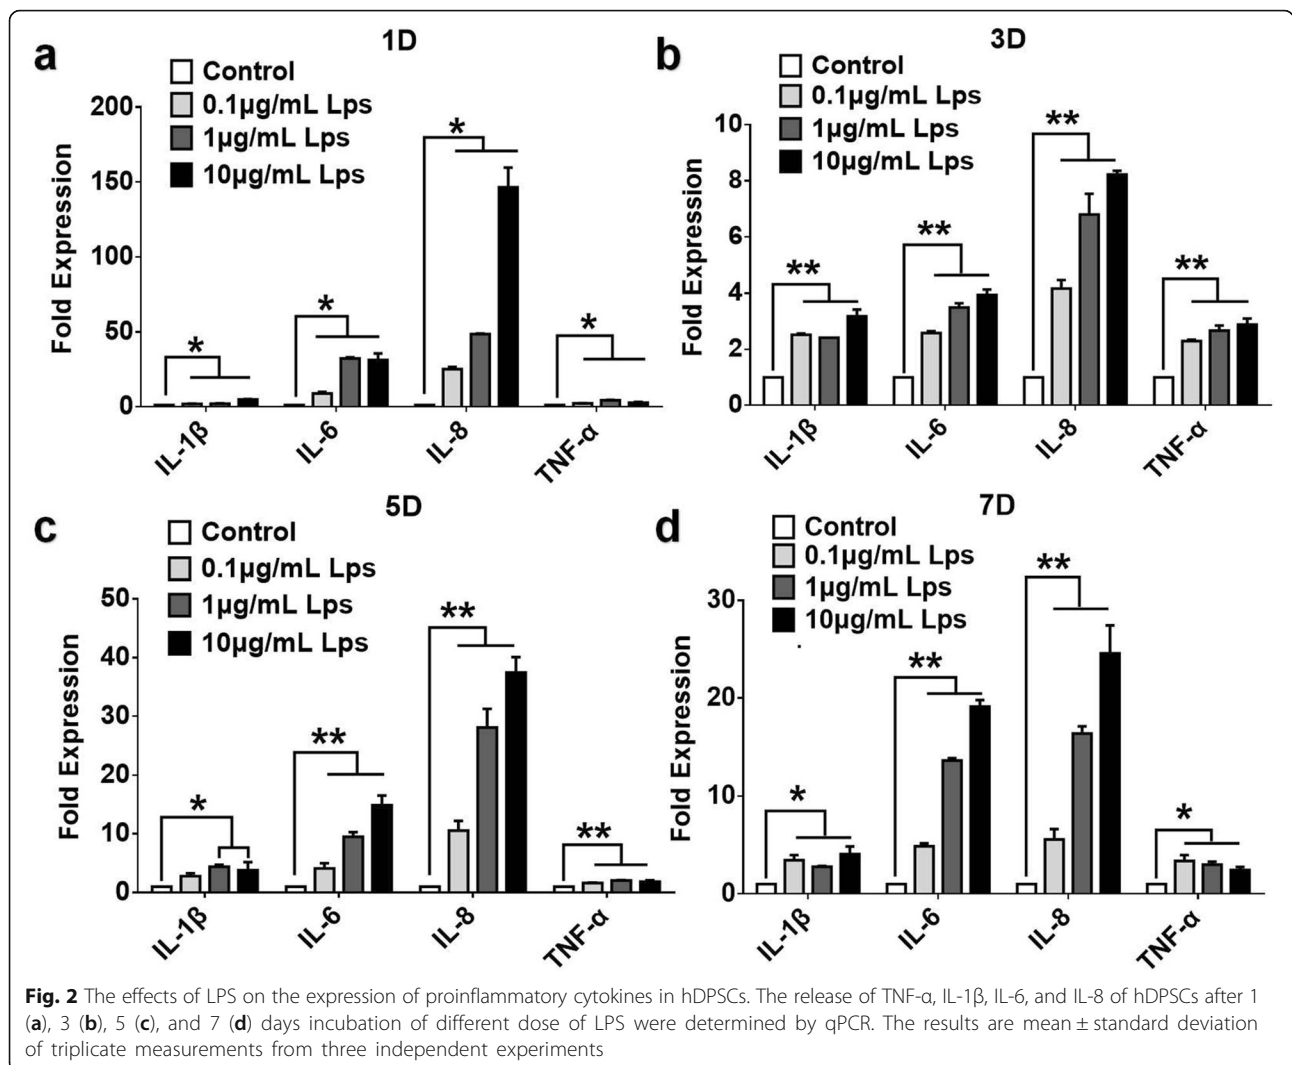 a
1D
Control
0.1µg/mL Lps
1µg/mL Lps
10µg/mL Lps
Fold Expression
200
150
100
50
0
*
*
*
*
IL-1β
IL-6
IL-8
TNF-α
b
3D
Control
0.1µg/mL Lps
1µg/mL Lps
10µg/mL Lps
Fold Expression
10
8
6
4
2
0
**
**
**
**
IL-1β
IL-6
IL-8
TNF-α
c
5D
Control
0.1µg/mL Lps
1µg/mL Lps
10µg/mL Lps
Fold Expression
50
40
30
20
10
0
*
**
**
**
IL-1β
IL-6
IL-8
TNF-α
d
7D
Control
0.1µg/mL Lps
1µg/mL Lps
10µg/mL Lps
Fold Expression
30
20
10
0
*
**
**
*
IL-1β
IL-6
IL-8
TNF-α
Fig. 2 The effects of LPS on the expression of proinflammatory cytokines in hDPSCs. The release of TNF-α, IL-1β, IL-6, and IL-8 of hDPSCs after 1
(a), 3 (b), 5 (c), and 7 (d) days incubation of different dose of LPS were determined by qPCR. The results are mean ± standard deviation
of triplicate measurements from three independent experiments